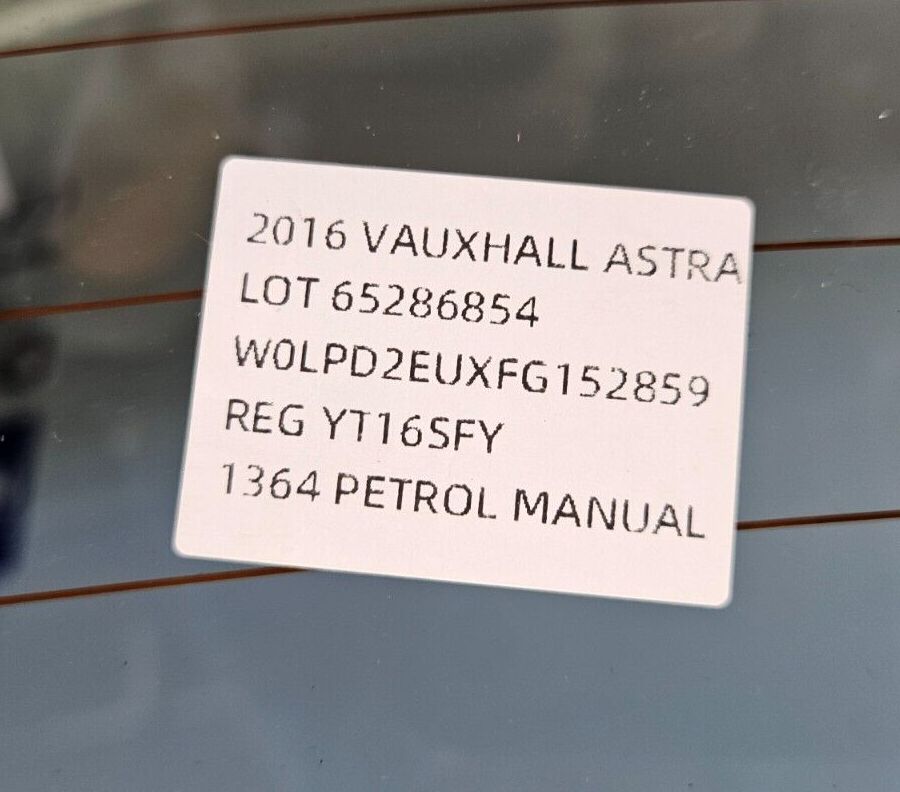 2016 VAUXHALL ASTRA
LOT 65286854
W0LPD2EUXFG152859
REG YT16SFY
1364 PETROL MANUAL